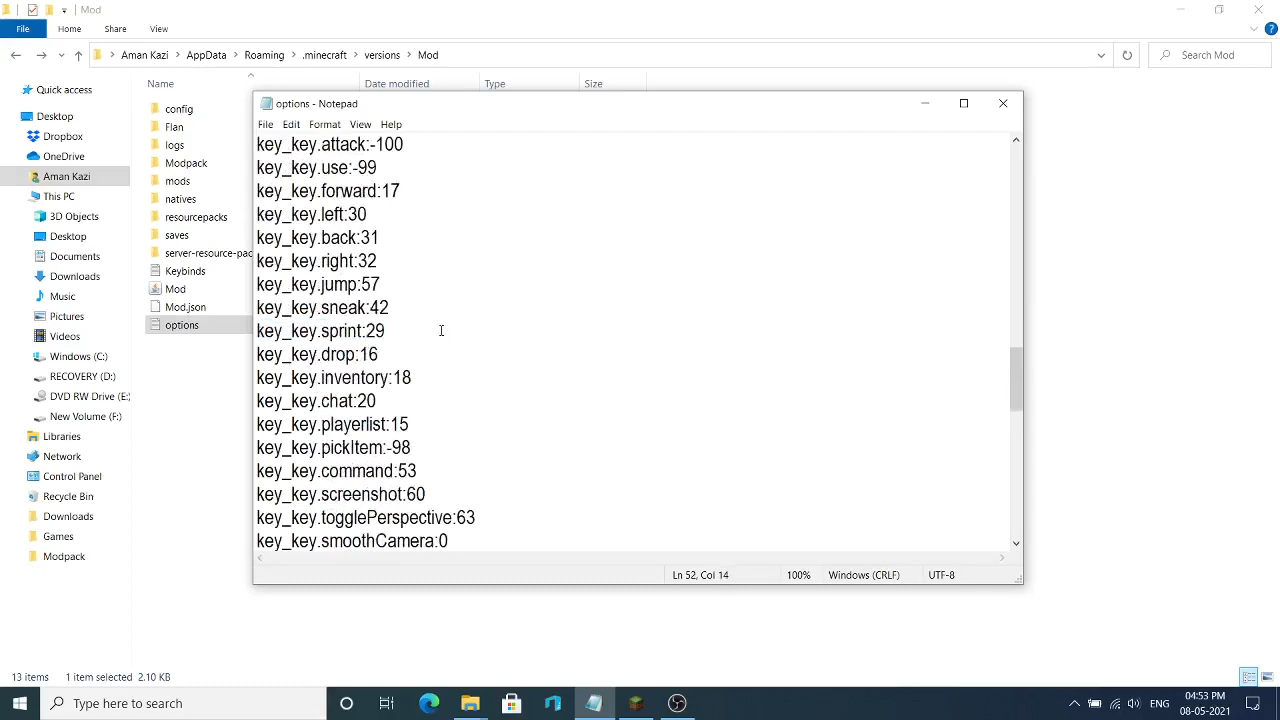 Mod
File
Home
Share
View
Aman Kazi
AppData
Roaming
.minecraft
versions
Mod
Search Mod
Name
Date modified
Type
Size
Quick access
Desktop
Dropbox
OneDrive
Aman Kazi
This PC
3D Objects
Desktop
Documents
Downloads
Music
Pictures
Videos
Windows (C:)
RECOVERY (D:)
DVD RW Drive (E:
New Volume (F:)
Libraries
Network
Control Panel
Recycle Bin
Downloads
Games
Modpack
config
Flan
logs
Modpack
mods
natives
resourcepacks
saves
server-resource-pac
Keybinds
Mod
Mod.json
options
options - Notepad
File Edit Format View Help
key_key.attack:-100
key_key.use:-99
key_key.forward:17
key_key.left:30
key_key.back:31
key_key.right:32
key_key.jump:57
key_key.sneak:42
key_key.sprint:29
key_key.drop:16
key_key.inventory:18
key_key.chat:20
key_key.playerlist:15
key_key.pickItem:-98
key_key.command:53
key_key.screenshot:60
key_key.togglePerspective:63
key_key.smoothCamera:0
Ln 52, Col 14
100%
Windows (CRLF)
UTF-8
13 items
1 item selected 2.10 KB
Type here to search
ENG
04:53 PM
08-05-2021